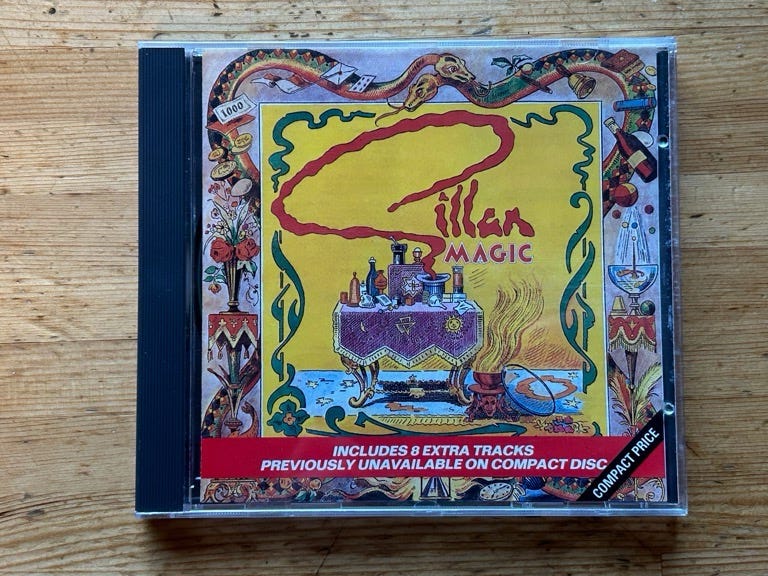 1000
Gillan
MAGIC
INCLUDES 8 EXTRA TRACKS
PREVIOUSLY UNAVAILABLE ON COMPACT DISC
COMPACT PRICE